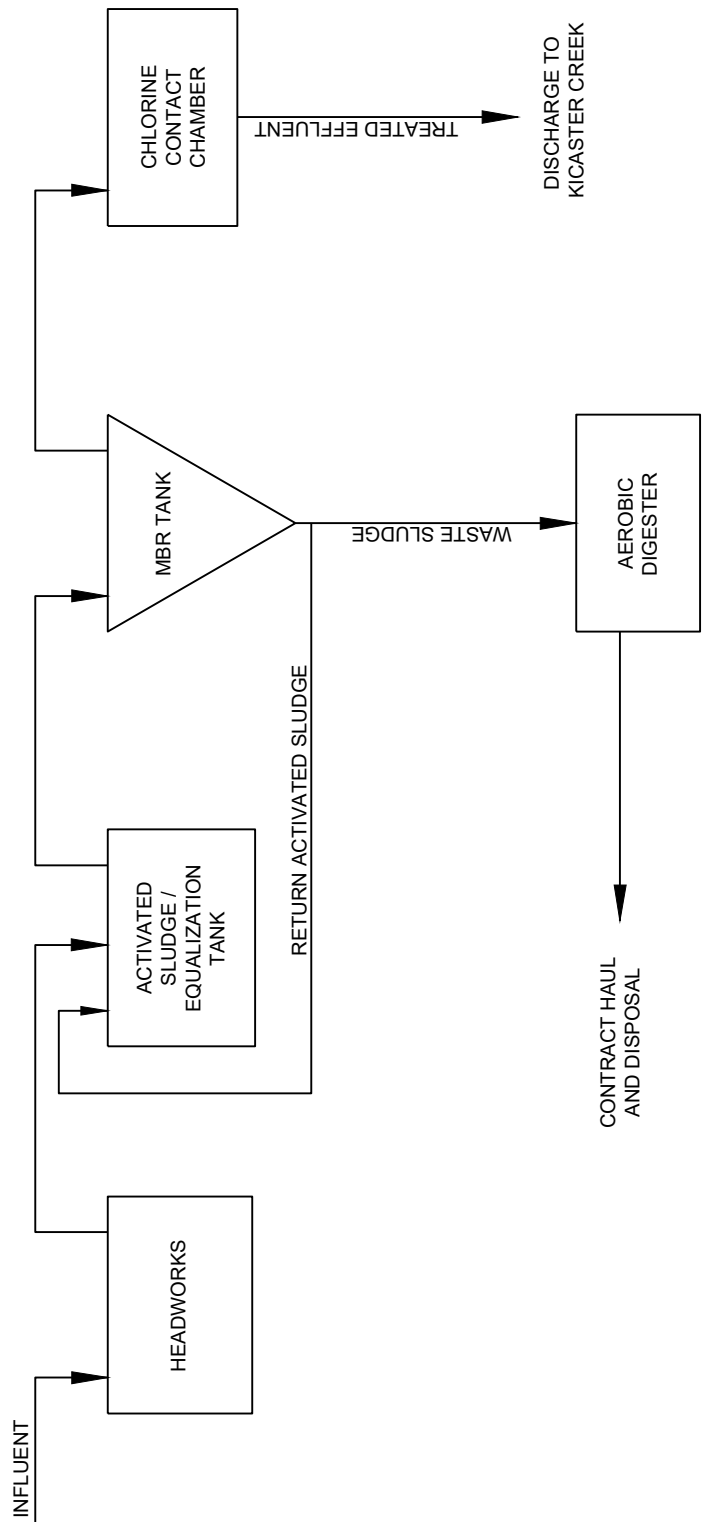 INFLUENT
HEADWORKS
ACTIVATED
SLUDGE /
EQUALIZATION
TANK
RETURN ACTIVATED SLUDGE
MBR TANK
WASTE SLUDGE
AEROBIC
DIGESTER
CONTRACT HAUL
AND DISPOSAL
CHLORINE
CONTACT
CHAMBER
TREATED EFFLUENT
DISCHARGE TO
KICASTER CREEK